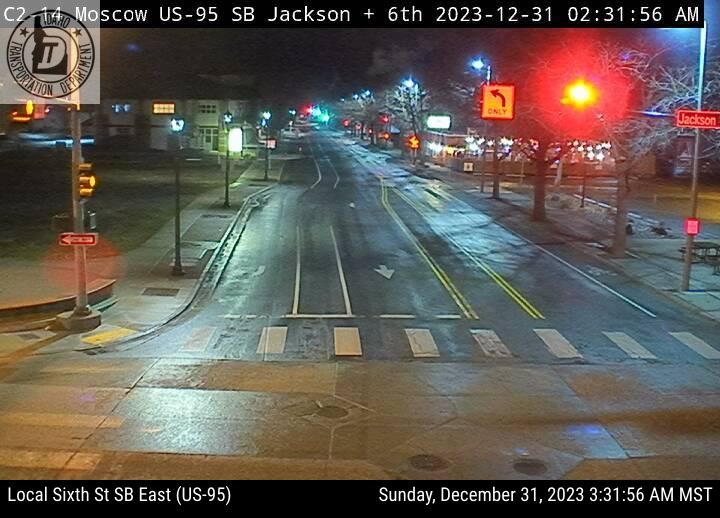 C2-14 Moscow US-95 SB Jackson + 6th 2023-12-31 02:31:56 AM
IDAHO
TRANSPORTATION DEPARTMENT
ONLY
Jackson
Local Sixth St SB East (US-95)
Sunday, December 31, 2023 3:31:56 AM MST